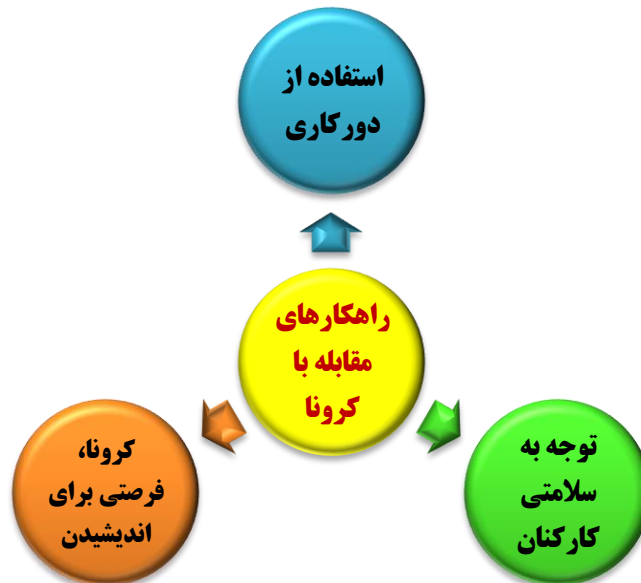 استفاده از
دورکاری
راهکارهای
مقابله با
کرونا
توجه به
سلامتی
کارکنان
کرونا،
فرصتی برای
اندیشیدن